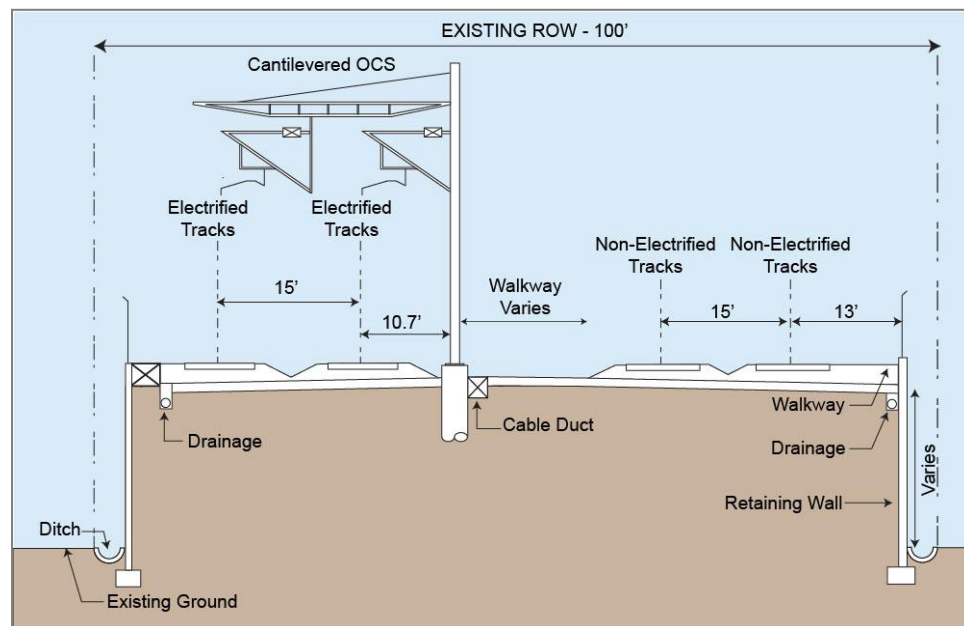 EXISTING ROW - 100’
Cantilevered OCS
Electrified
Tracks
Electrified
Tracks
Non-Electrified
Tracks
Non-Electrified
Tracks
15’
10.7’
Walkway
Varies
15’
13’
Drainage
Cable Duct
Walkway
Drainage
Varies
Retaining Wall
Ditch
Existing Ground